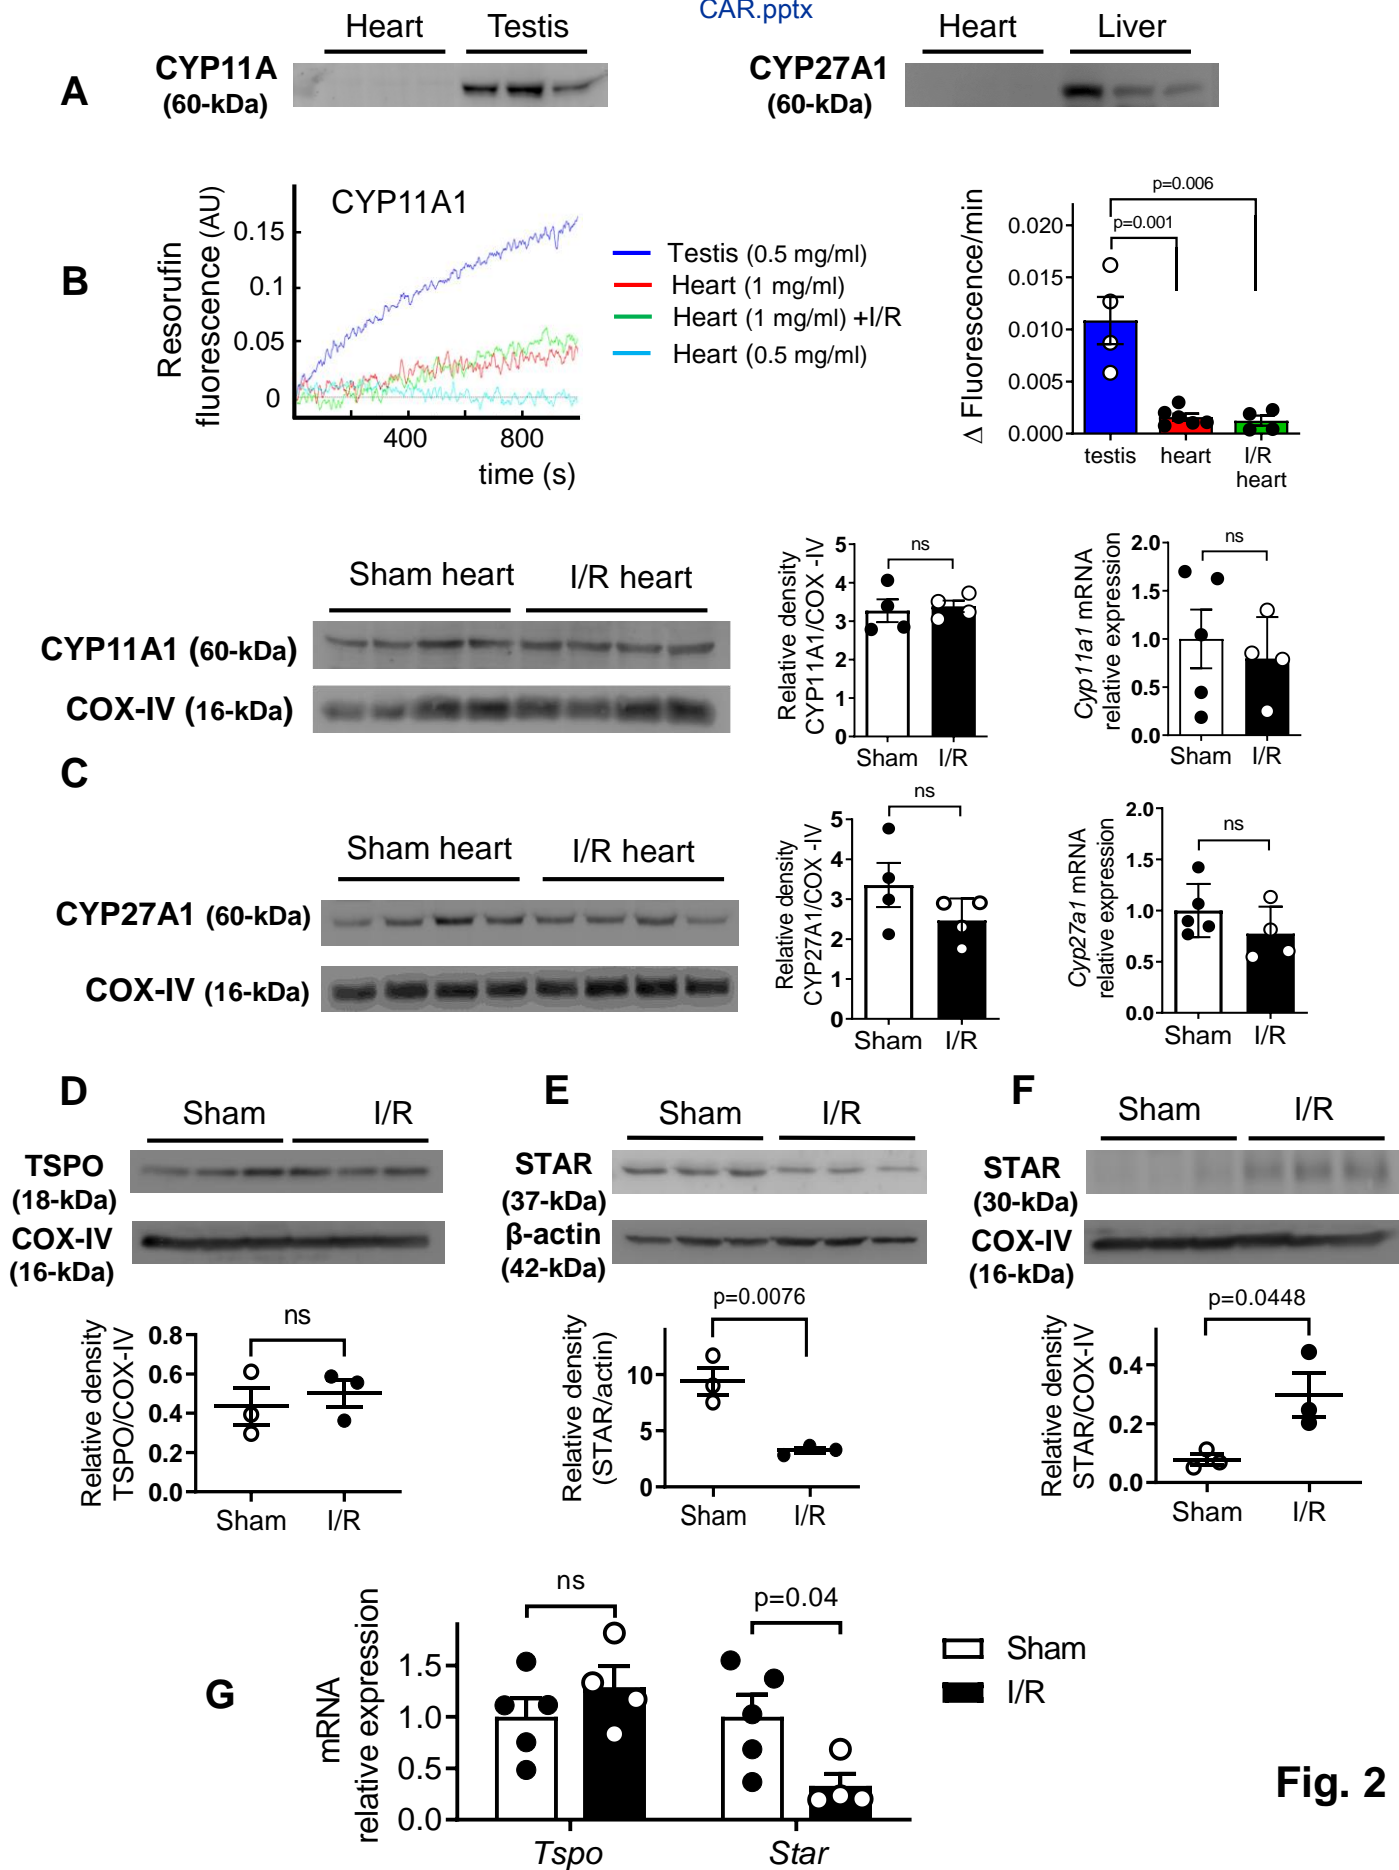 CAR.pptx
Heart Testis
CYP11A
(60-kDa)
Heart Liver
CYP27A1
(60-kDa)
A
B
Resorufin
fluorescence (AU)
CYP11A1
0.15
0.1
0.05
0
400 800
time (s)
Testis (0.5 mg/ml)
Heart (1 mg/ml)
Heart (1 mg/ml) +I/R
Heart (0.5 mg/ml)
Δ Fluorescence/min
p=0.006
p=0.001
0.020
0.015
0.010
0.005
0.000
testis heart I/R
heart
Sham heart I/R heart
CYP11A1 (60-kDa)
COX-IV (16-kDa)
Relative density
CYP11A1/COX -IV
ns
5
4
3
2
1
0
Sham I/R
Cyp11a1 mRNA
relative expression
ns
2.0
1.5
1.0
0.5
0.0
Sham I/R
C
Sham heart I/R heart
CYP27A1 (60-kDa)
COX-IV (16-kDa)
Relative density
CYP27A1/COX -IV
ns
5
4
3
2
1
0
Sham I/R
Cyp27a1 mRNA
relative expression
ns
2.0
1.5
1.0
0.5
0.0
Sham I/R
D
Sham I/R
TSPO
(18-kDa)
COX-IV
(16-kDa)
Relative density
TSPO/COX-IV
ns
0.8
0.6
0.4
0.2
0.0
Sham I/R
E
Sham I/R
STAR
(37-kDa)
β-actin
(42-kDa)
Relative density
(STAR/actin)
p=0.0076
10
5
0
Sham I/R
F
Sham I/R
STAR
(30-kDa)
COX-IV
(16-kDa)
Relative density
STAR/COX-IV
p=0.0448
0.4
0.2
0.0
Sham I/R
G
mRNA
relative expression
ns
p=0.04
1.5
1.0
0.5
0.0
Tspo Star
Sham
I/R
Fig. 2